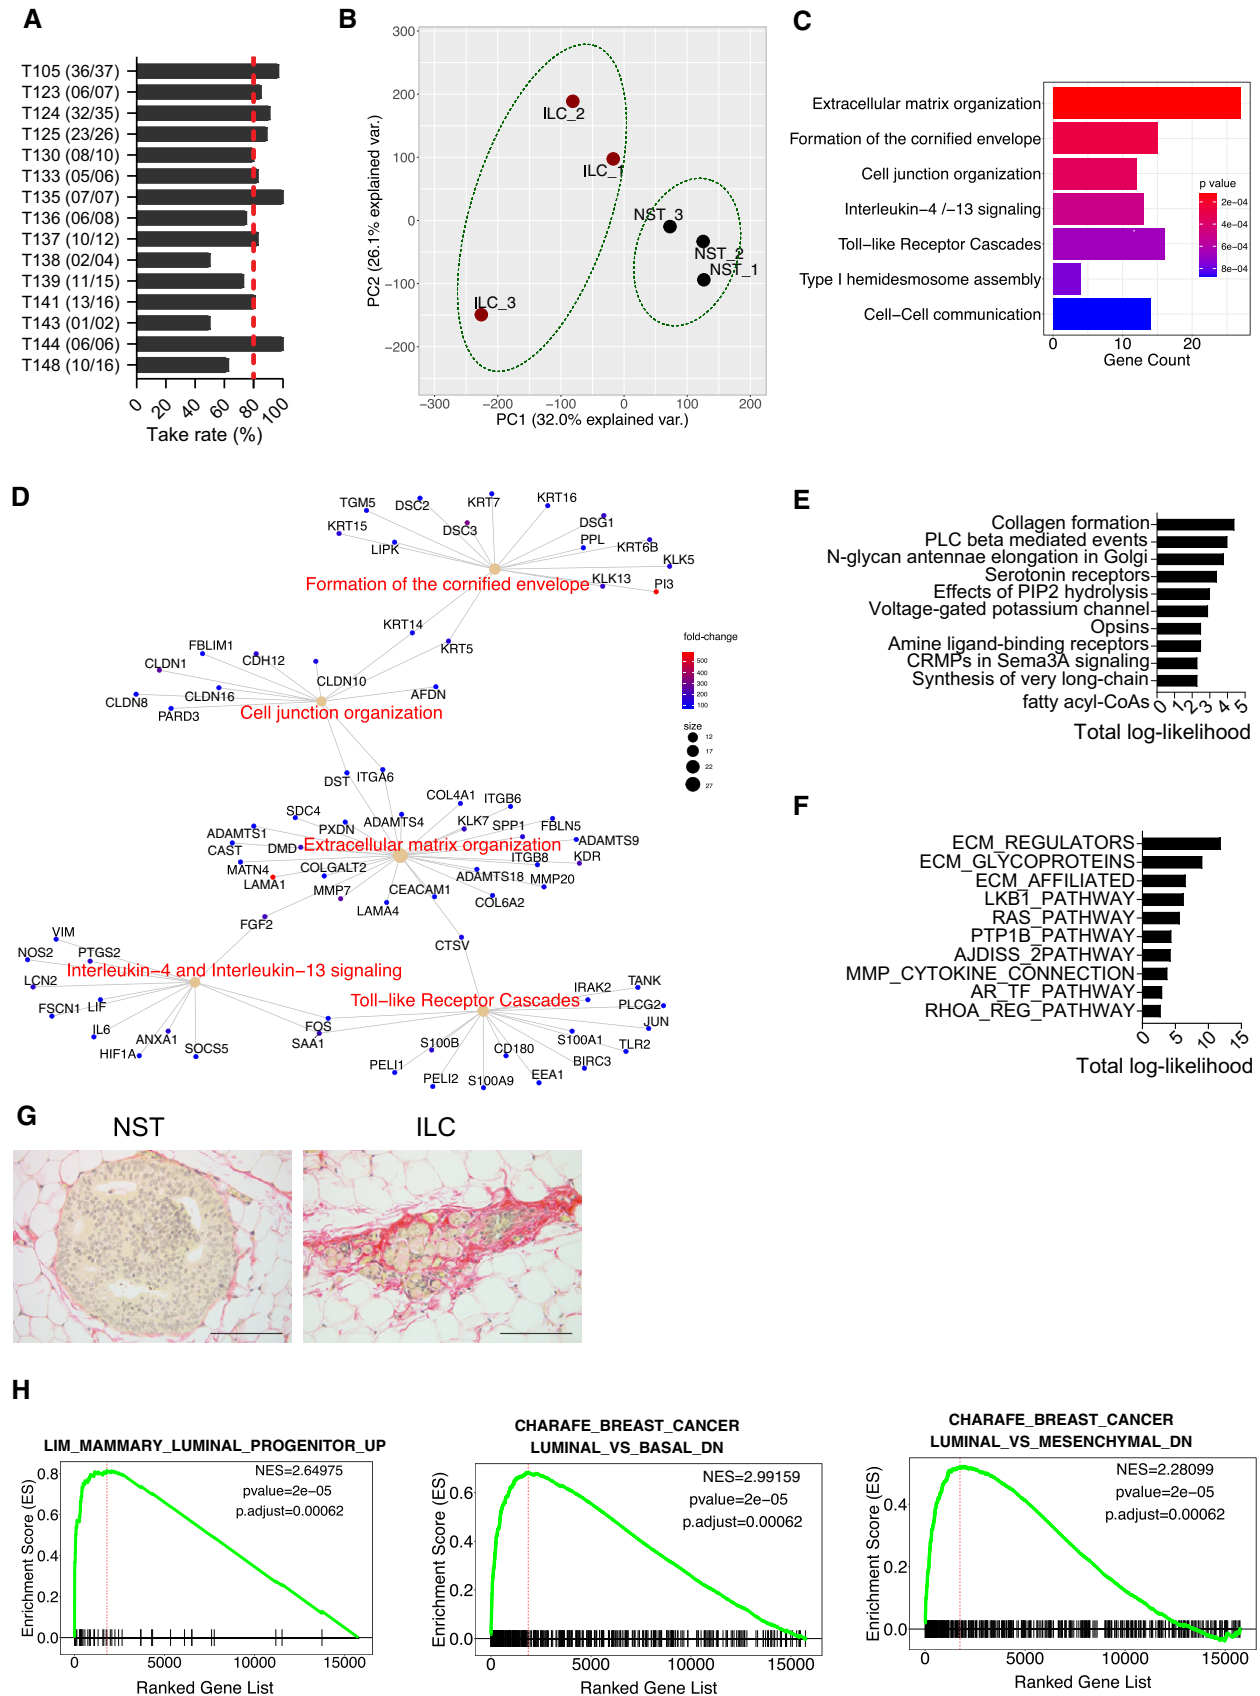 A
T105 (36/37)
T123 (06/07)
T124 (32/35)
T125 (23/26)
T130 (08/10)
T133 (05/06)
T135 (07/07)
T136 (06/08)
T137 (10/12)
T138 (02/04)
T139 (11/15)
T141 (13/16)
T143 (01/02)
T144 (06/06)
T148 (10/16)
0 20 40 60 80 100
Take rate (%)
B
300
200
100
0
−100
−200
PC2 (26.1% explained var.)
ILC_2
ILC_1
NST_3
NST_2
NST_1
ILC_3
−300 −200 −100 0 100 200
PC1 (32.0% explained var.)
C
Extracellular matrix organization
Formation of the cornified envelope
Cell junction organization
Interleukin−4 /−13 signaling
Toll−like Receptor Cascades
Type I hemidesmosome assembly
Cell−Cell communication
0 10 20
Gene Count
p value
2e−04
4e−04
6e−04
8e−04
D
TGM5
DSC2
KRT7
KRT16
KRT15
DSC3
DSG1
LIPK
PPL
KRT6B
KLK5
Formation of the cornified envelope
KLK13
PI3
KRT14
KRT5
FBLIM1
CLDN1
CDH12
CLDN10
CLDN8
CLDN16
AFDN
PARD3
Cell junction organization
fold−change
500
400
300
200
100
size
12
17
22
27
DST
ITGA6
COL4A1
ITGB6
SDC4
PXDN
ADAMTS4
KLK7
SPP1
FBLN5
ADAMTS1
CAST
DMD
Extracellular matrix organization
ADAMTS9
ITGB8
KDR
MATN4
COLGALT2
LAMA1
ADAMTS18
MMP20
MMP7
CEACAM1
LAMA4
COL6A2
FGF2
CTSV
VIM
NOS2
PTGS2
Interleukin−4 and Interleukin−13 signaling
LCN2
FSCN1
LIF
IL6
ANXA1
HIF1A
SOCS5
FOS
SAA1
Toll−like Receptor Cascades
IRAK2
TANK
PLCG2
JUN
S100B
CD180
S100A1
TLR2
PELI1
BIRC3
PELI2
S100A9
EEA1
E
Collagen formation
PLC beta mediated events
N-glycan antennae elongation in Golgi
Serotonin receptors
Effects of PIP2 hydrolysis
Voltage-gated potassium channel
Opsins
Amine ligand-binding receptors
CRMPs in Sema3A signaling
Synthesis of very long-chain
fatty acyl-CoAs
0 1 2 3 4 5
Total log-likelihood
F
ECM_REGULATORS
ECM_GLYCOPROTEINS
ECM_AFFILIATED
LKB1_PATHWAY
RAS_PATHWAY
PTP1B_PATHWAY
AJDISS_2PATHWAY
MMP_CYTOKINE_CONNECTION
AR_TF_PATHWAY
RHOA_REG_PATHWAY
0 5 10 15
Total log-likelihood
G
NST
ILC
H
LIM_MAMMARY_LUMINAL_PROGENITOR_UP
NES=2.64975
pvalue=2e−05
p.adjust=0.00062
0.8
0.6
0.4
0.2
0.0
Enrichment Score (ES)
0 5000 10000 15000
Ranked Gene List
CHARAFE_BREAST_CANCER
LUMINAL_VS_BASAL_DN
NES=2.99159
pvalue=2e−05
p.adjust=0.00062
0.6
0.4
0.2
0.0
Enrichment Score (ES)
0 5000 10000 15000
Ranked Gene List
CHARAFE_BREAST_CANCER
LUMINAL_VS_MESENCHYMAL_DN
NES=2.28099
pvalue=2e−05
p.adjust=0.00062
0.4
0.2
0.0
Enrichment Score (ES)
0 5000 10000 15000
Ranked Gene List